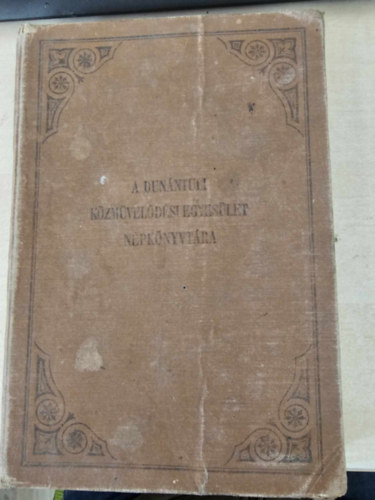 A DUNÁNTÚLI
KÖZMŰVELŐDÉSI EGYESÜLET
NÉPKÖNYVTÁRA